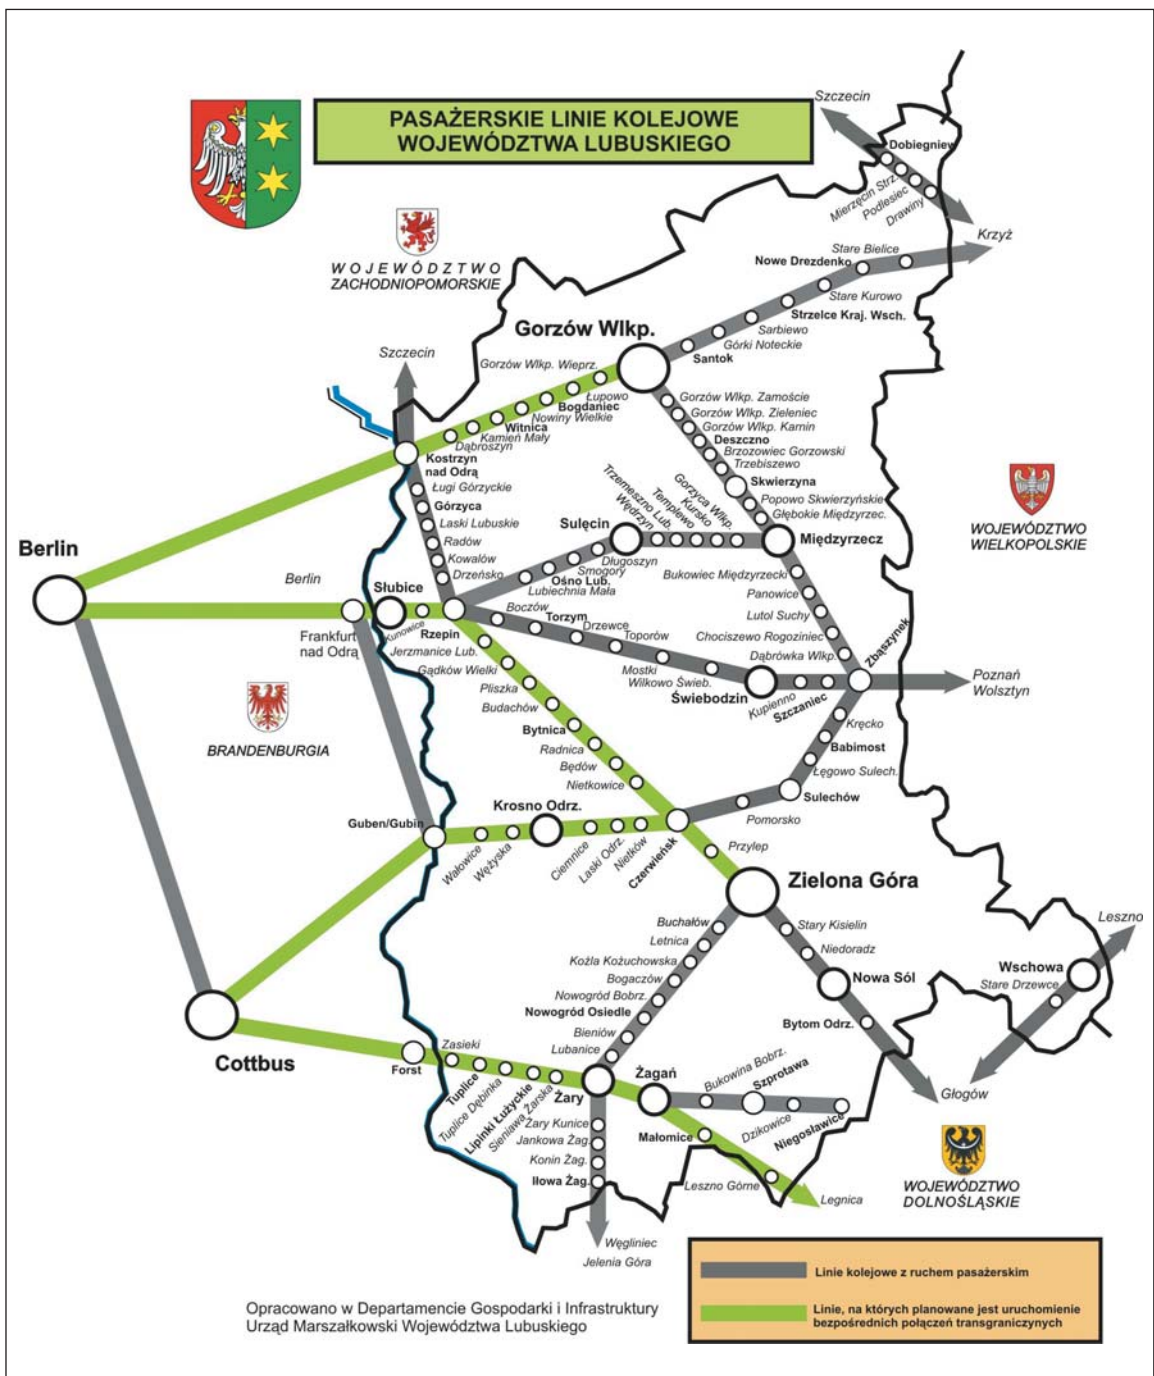 PASAŻERSKIE LINIE KOLEJOWE
WOJEWÓDZTWA LUBUSKIEGO
Szczecin
Dobiegniew
Mierzęcin Strz.
Podlesiec
Drawiny
Krzyż
WOJEWÓDZTWO
ZACHODNIOPOMORSKIE
Stare Bielice
Nowe Drezdenko
Stare Kurowo
Strzelce Kraj. Wsch.
Sarbiewo
Górki Noteckie
Santok
Gorzów Wlkp.
Szczecin
Gorzów Wlkp. Wieprz.
Łupowo
Bogdaniec
Nowiny Wielkie
Witnica
Kamień Mały
Dąbroszyn
Kostrzyn
nad Odrą
Gorzów Wlkp. Zamoście
Gorzów Wlkp. Zieleniec
Gorzów Wlkp. Karnin
Deszczno
Brzozowiec Gorzowski
Trzebiszewo
Skwierzyna
Popowo Skwierzyńskie
Głębokie Międzyrzec.
Międzyrzecz
WOJEWÓDZTWO
WIELKOPOLSKIE
Ługi Górzyckie
Górzyca
Laski Lubuskie
Radów
Kowalów
Drzeńsko
Sulęcin
Wędrzyn
Trzemeszno Lub.
Templewo
Kursko
Gorzyca Wlkp.
Długoszyn
Smogory
Ośno Lub.
Lubiechnia Mała
Bukowiec Międzyrzecki
Panowice
Lutol Suchy
Chociszewo Rogoziniec
Dąbrówka Wlkp.
Zbąszynek
Berlin
Berlin
Słubice
Frankfurt
nad Odrą
Kunowice
Rzepin
Boczów
Torzym
Drzewce
Toporów
Mostki
Wilkowo Świeb.
Świebodzin
Kupienno
Szczaniec
Poznań
Wolsztyn
Jerzmanice Lub.
Gądków Wielki
Pliszka
Budachów
Bytnica
Radnica
Będów
Nietkowice
BRANDENBURGIA
Kręcko
Babimost
Łęgowo Sulech.
Sulechów
Pomorsko
Guben/Gubin
Krosno Odrz.
Wałowice
Wężyska
Ciemnice
Laski Odrz.
Nietków
Czerwieńsk
Przylep
Zielona Góra
Buchałów
Letnica
Koźla Kożuchowska
Bogaczów
Nowogród Bobrz.
Nowogród Osiedle
Bieniów
Lubanice
Stary Kisielin
Niedoradz
Nowa Sól
Bytom Odrz.
Głogów
Leszno
Wschowa
Stare Drzewce
Cottbus
Forst
Zasieki
Tuplice
Tuplice Dębinka
Lipinki Łużyckie
Sieniawa Żarska
Żary
Żagań
Bukowina Bobrz.
Szprotawa
Dzikowice
Niegosławice
Małomice
Leszno Górne
Legnica
Żary Kunice
Jankowa Żag.
Konin Żag.
Iłowa Żag.
Węgliniec
Jelenia Góra
WOJEWÓDZTWO
DOLNOŚLĄSKIE
Linie kolejowe z ruchem pasażerskim
Linie, na których planowane jest uruchomienie
bezpośrednich połączeń transgranicznych
Opracowano w Departamencie Gospodarki i Infrastruktury
Urząd Marszałkowski Województwa Lubuskiego